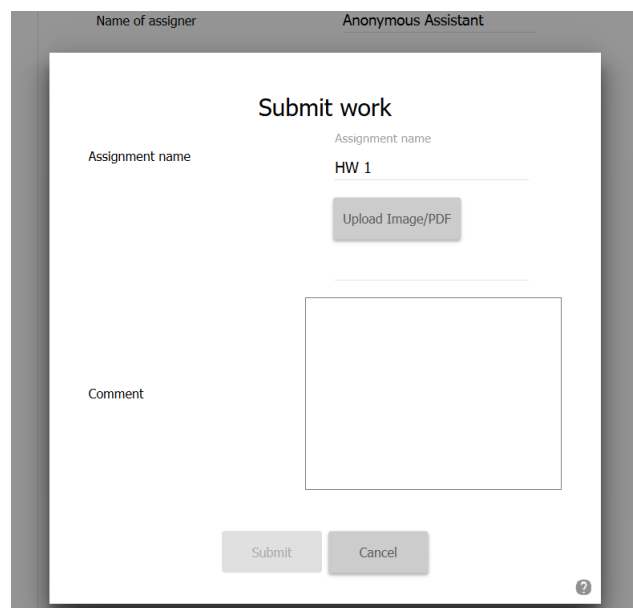 Name of assigner Anonymous Assistant
Submit work
Assignment name
Assignment name
HW 1
Upload Image/PDF
Comment
Submit Cancel
?